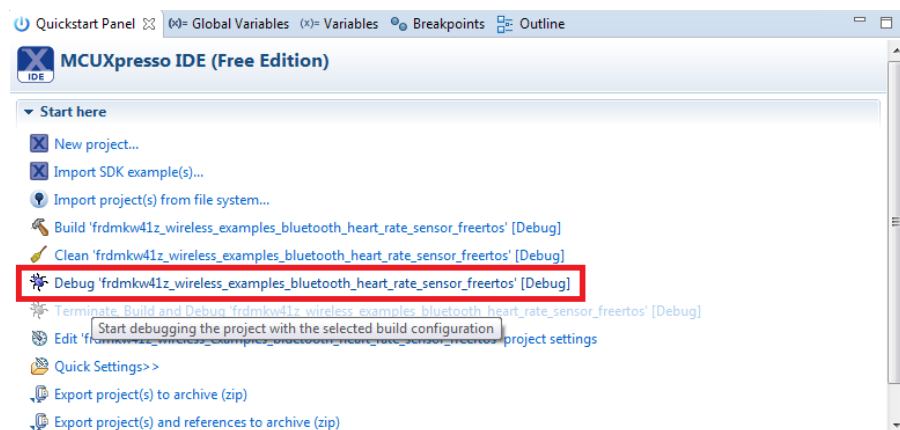 Quickstart Panel (x)= Global Variables (x)= Variables Breakpoints Outline
IDE MCUXpresso IDE (Free Edition)
Start here
New project...
Import SDK example(s)...
Import project(s) from file system...
Build 'frdmkw41z_wireless_examples_bluetooth_heart_rate_sensor_freertos' [Debug]
Clean 'frdmkw41z_wireless_examples_bluetooth_heart_rate_sensor_freertos' [Debug]
Debug 'frdmkw41z_wireless_examples_bluetooth_heart_rate_sensor_freertos' [Debug]
Terminate, Build and Debug 'frdmkw41z_wireless_examples_bluetooth_heart_rate_sensor_freertos' [Debug]
Start debugging the project with the selected build configuration
Edit 'frdmkw41z_wireless_examples_bluetooth_heart_rate_sensor_freertos' project settings
Quick Settings>>
Export project(s) to archive (zip)
Export project(s) and references to archive (zip)